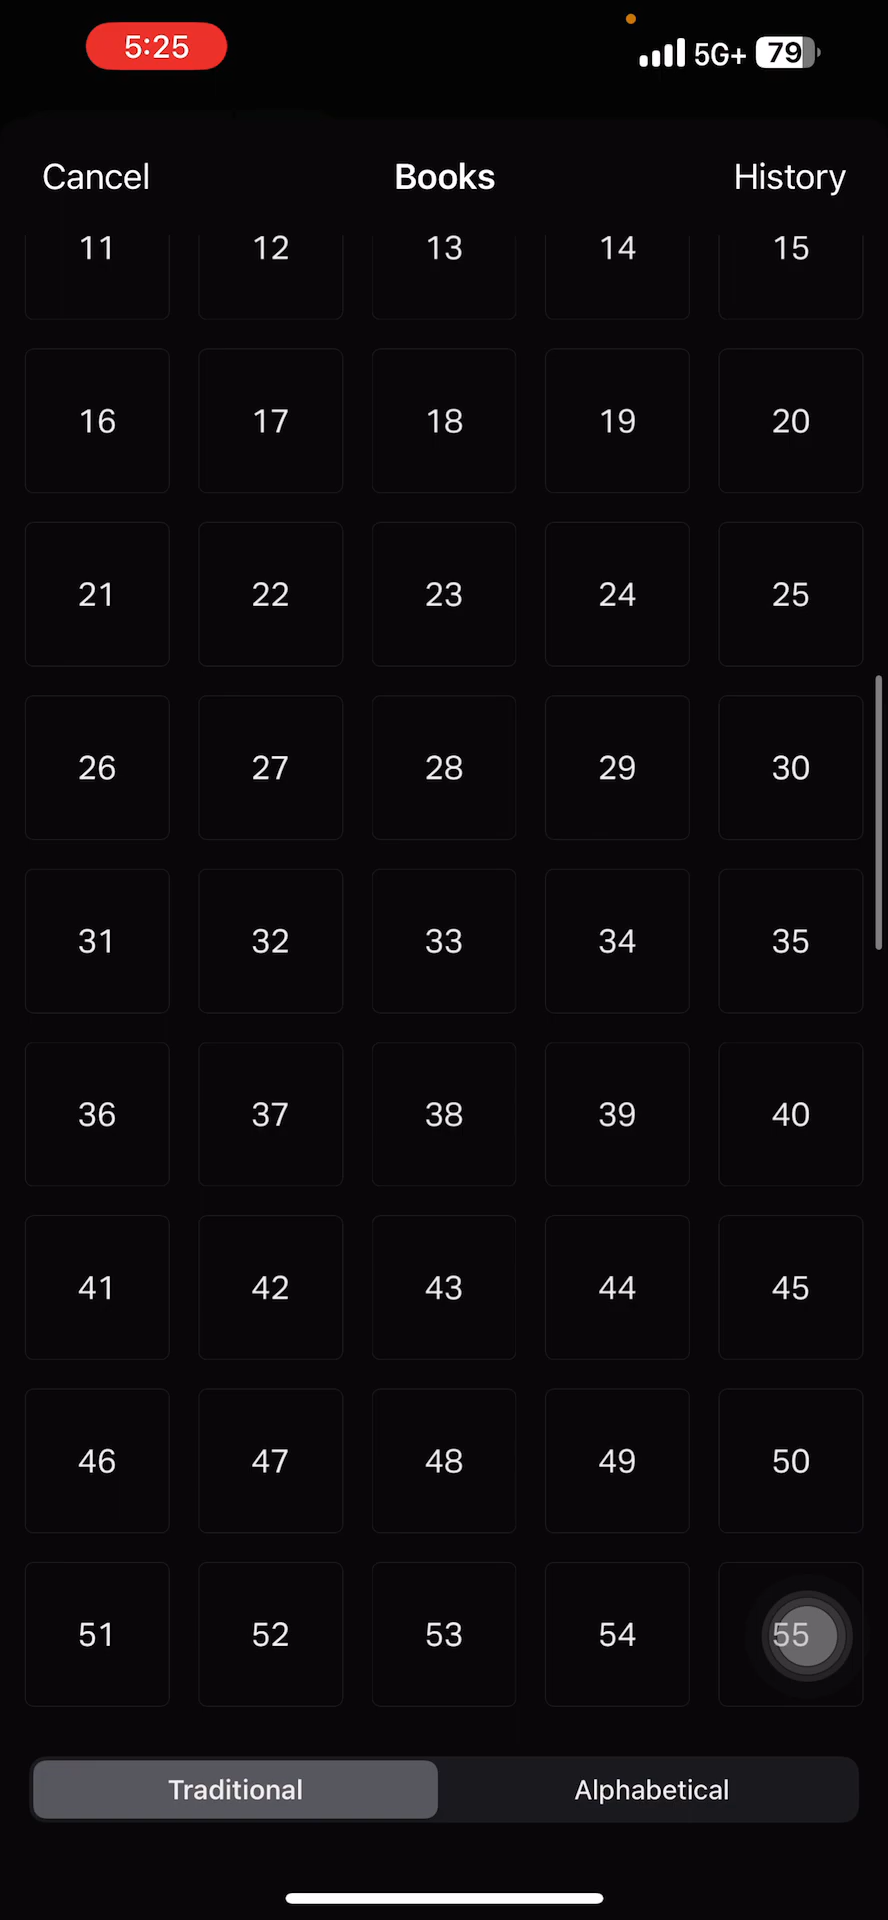 5:25 5G+ 79
Cancel Books History
11 12 13 14 15
16 17 18 19 20
21 22 23 24 25
26 27 28 29 30
31 32 33 34 35
36 37 38 39 40
41 42 43 44 45
46 47 48 49 50
51 52 53 54 55
Traditional Alphabetical